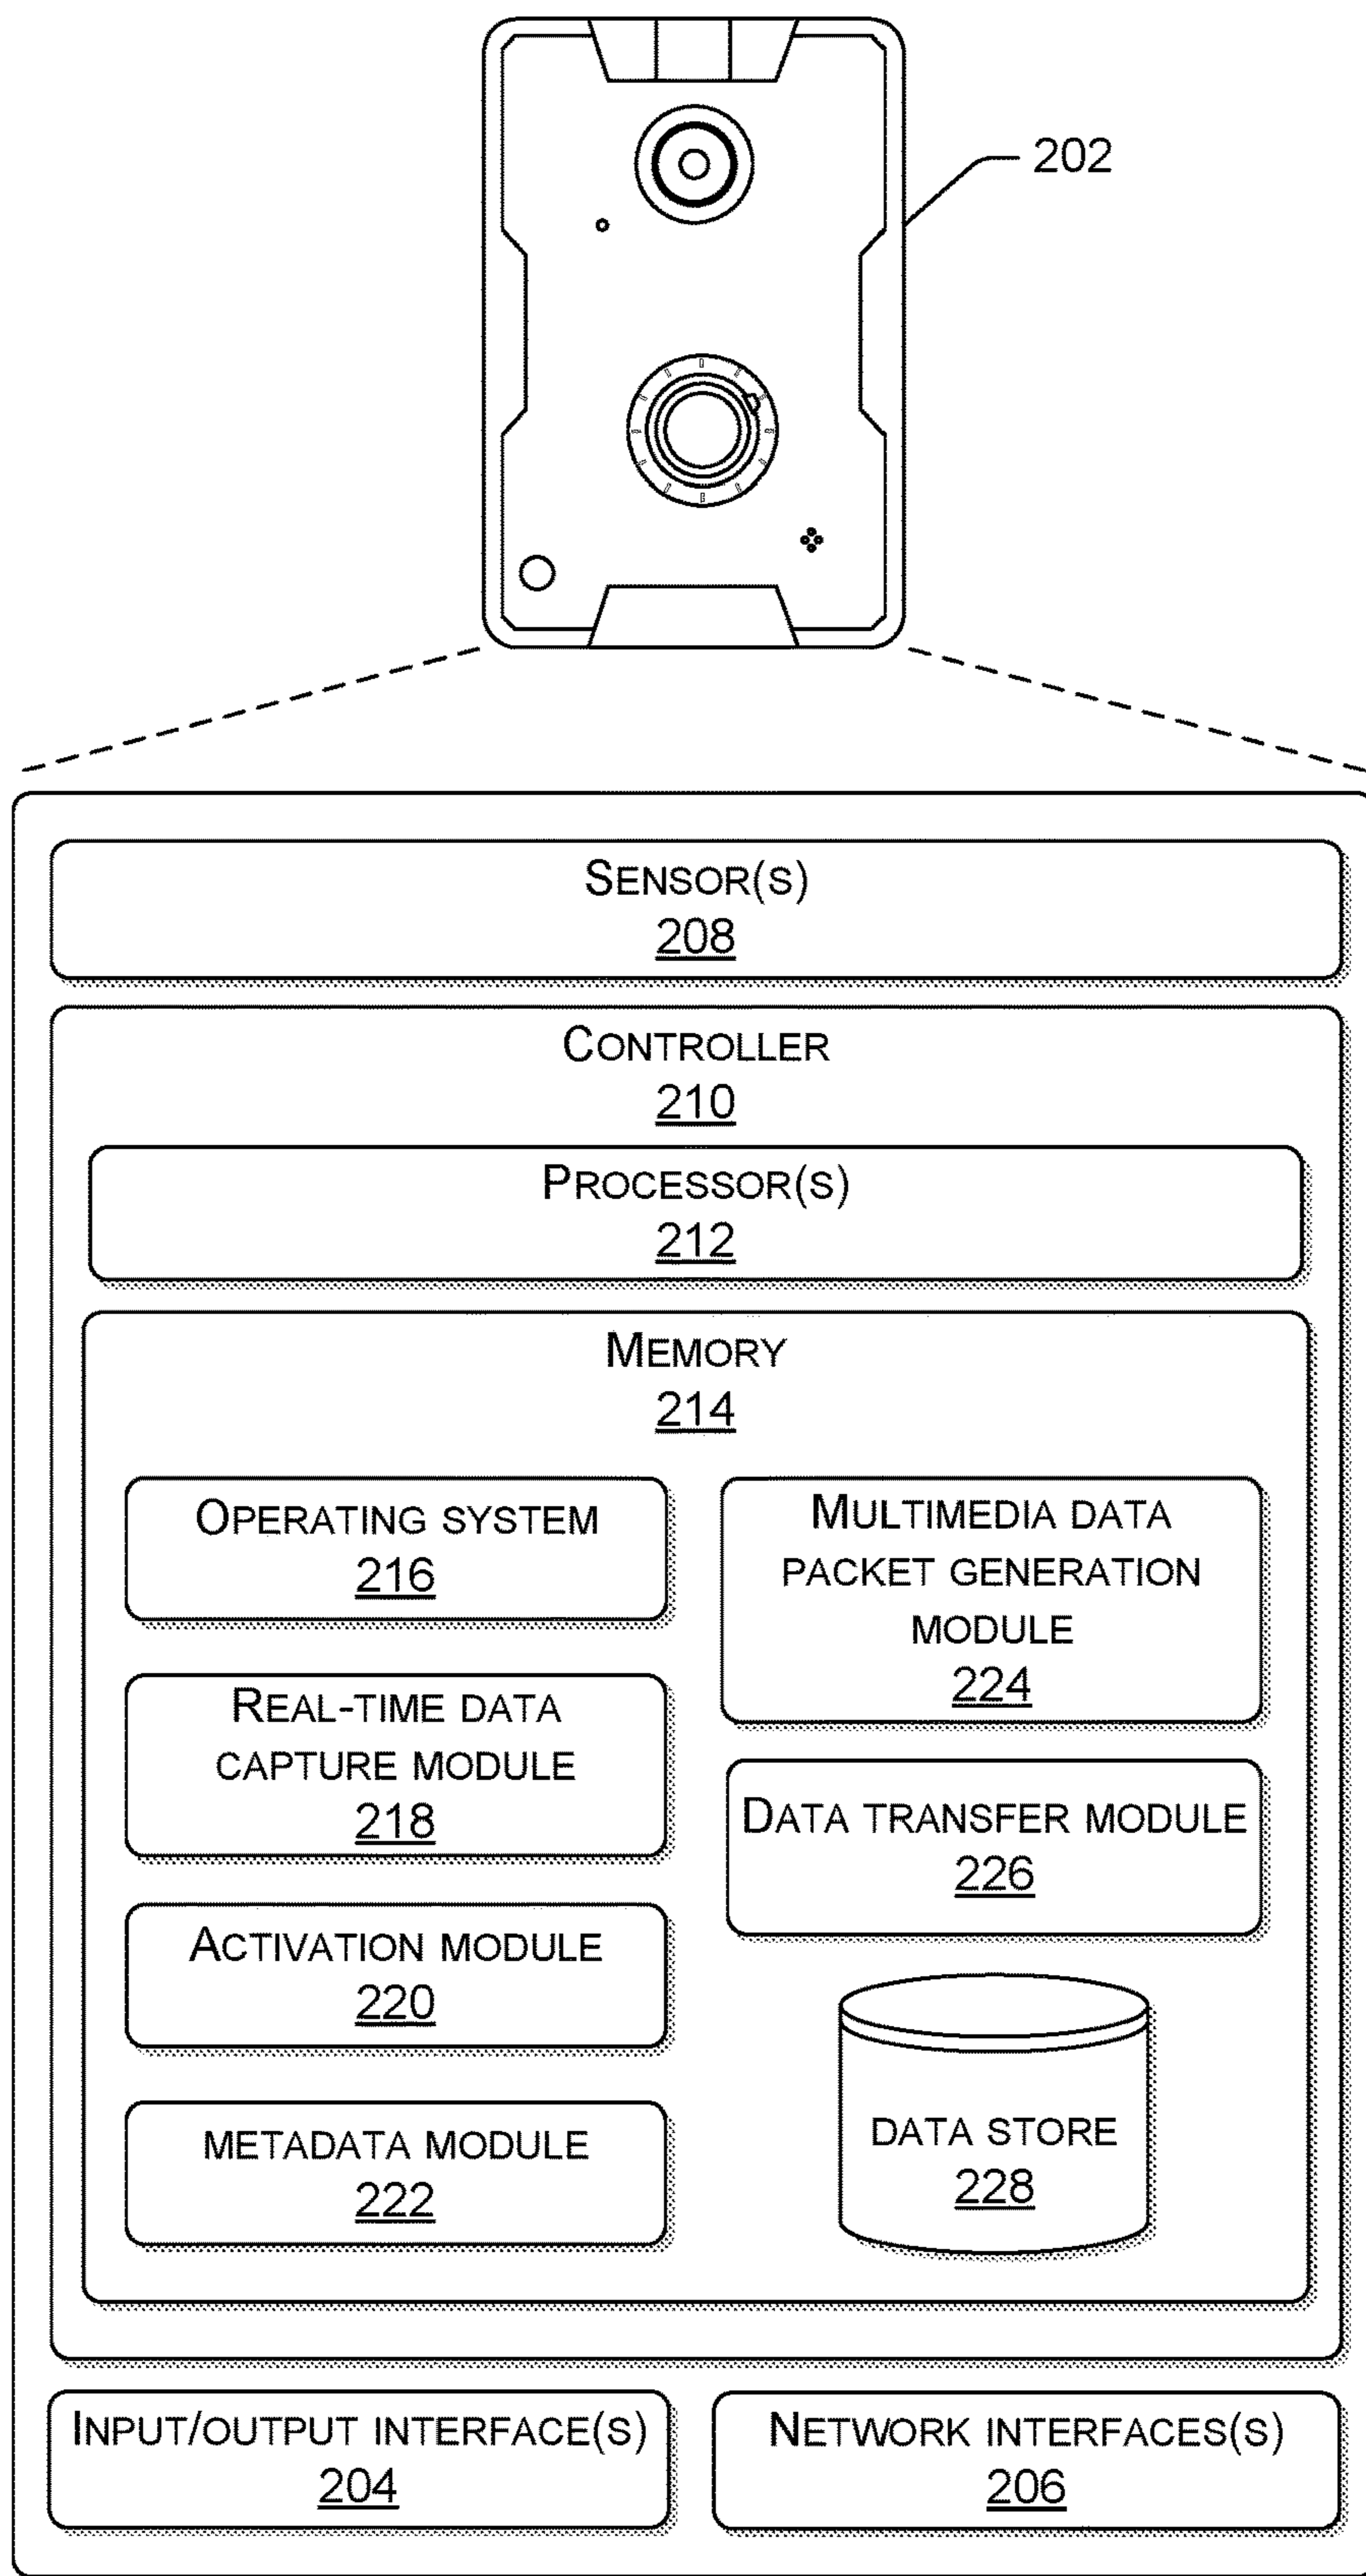 202
SENSOR(S)
208
CONTROLLER
210
PROCESSOR(S)
212
MEMORY
214
OPERATING SYSTEM
216
REAL-TIME DATA
CAPTURE MODULE
218
ACTIVATION MODULE
220
METADATA MODULE
222
MULTIMEDIA DATA
PACKET GENERATION
MODULE
224
DATA TRANSFER MODULE
226
DATA STORE
228
INPUT/OUTPUT INTERFACE(S)
204
NETWORK INTERFACES(S)
206